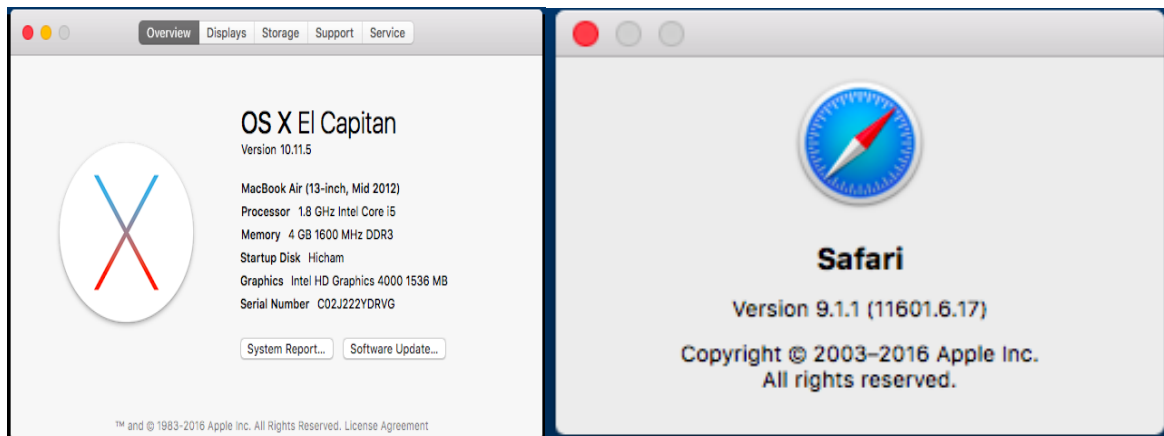 Overview Displays Storage Support Service
OS X El Capitan
Version 10.11.5
MacBook Air (13-inch, Mid 2012)
Processor 1.8 GHz Intel Core i5
Memory 4 GB 1600 MHz DDR3
Startup Disk Hicham
Graphics Intel HD Graphics 4000 1536 MB
Serial Number C02J222YDRVG
System Report... Software Update...
™ and © 1983-2016 Apple Inc. All Rights Reserved. License Agreement
Safari
Version 9.1.1 (11601.6.17)
Copyright © 2003–2016 Apple Inc.
All rights reserved.